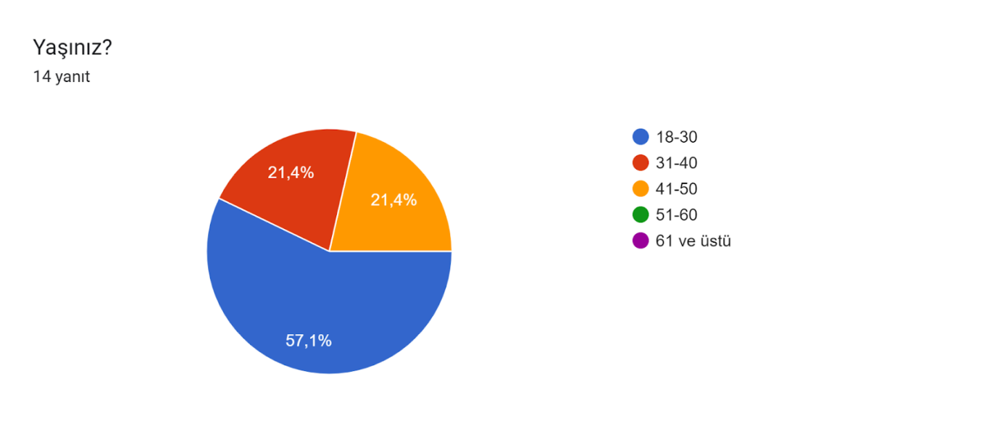 Yaşınız?
14 yanıt
21,4%
21,4%
57,1%
18-30
31-40
41-50
51-60
61 ve üstü